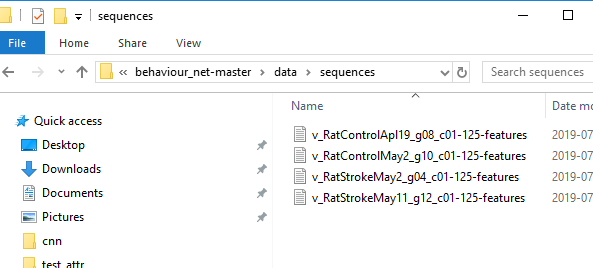 sequences
File Home Share View
behaviour_net-master data sequences Search sequences
Name Date mo
Quick access
Desktop
Downloads
Documents
Pictures
cnn
test_attr
v_RatControlApl19_g08_c01-125-features 2019-07
v_RatControlMay2_g10_c01-125-features 2019-07
v_RatStrokeMay2_g04_c01-125-features 2019-07
v_RatStrokeMay11_g12_c01-125-features 2019-07